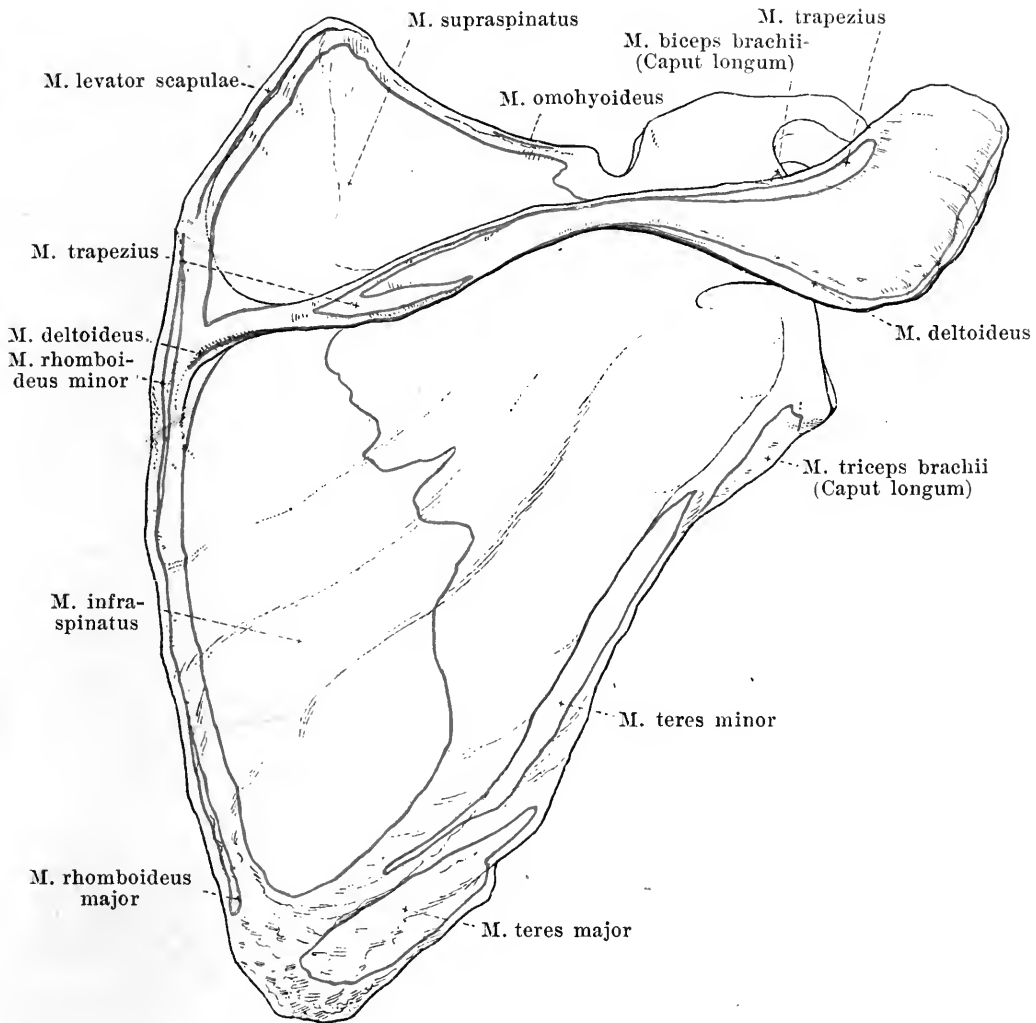 M. supraspinatus
M. trapezius
M. biceps brachii-
(Caput longum)
M. levator scapulae
M. omohyoideus
M. trapezius
M. deltoideus
M. rhomboi-
deus minor
M. deltoideus
M. triceps brachii
(Caput longum)
M. infra-
spinatus
M. teres minor
M. rhomboideus
major
M. teres major